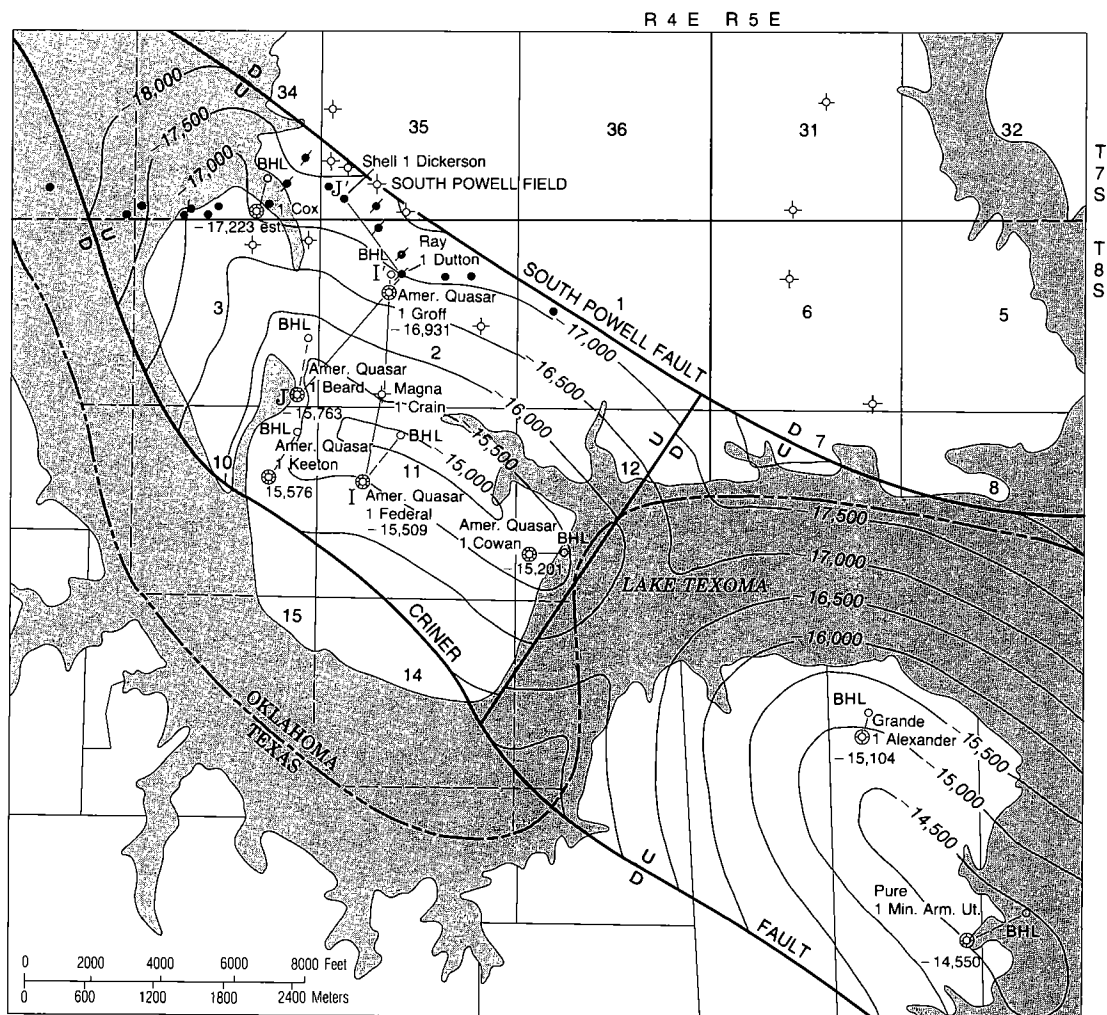 R 4 E R 5 E
T 7 S
T 8 S
34
35
36
31
32
D
U
-18,000
-17,500
-17,000
BHL
Shell 1 Dickerson
J'
SOUTH POWELL FIELD
1 Cox
-17,223 est.
U
D
Ray
1 Dutton
BHL
I'
Amer. Quasar
1 Groff
-16,931
SOUTH POWELL FAULT
3
2
1
6
5
-17,000
-16,500
-16,000
-15,500
-15,000
BHL
Amer. Quasar
1 Beard
J
-15,763
Magna
1 Crain
BHL
Amer. Quasar
1 Keeton
15,576
BHL
I
Amer. Quasar
1 Federal
-15,509
10
11
12
7
8
U
D
D
U
Amer. Quasar
1 Cowan
BHL
-15,201
LAKE TEXOMA
-17,500
-17,000
-16,500
-16,000
15
14
CRINER
OKLAHOMA
TEXAS
BHL
Grande
1 Alexander
-15,104
-15,500
-15,000
-14,500
U
D
FAULT
Pure
1 Min. Arm. Ut.
BHL
-14,550
0 2000 4000 6000 8000 Feet
0 600 1200 1800 2400 Meters